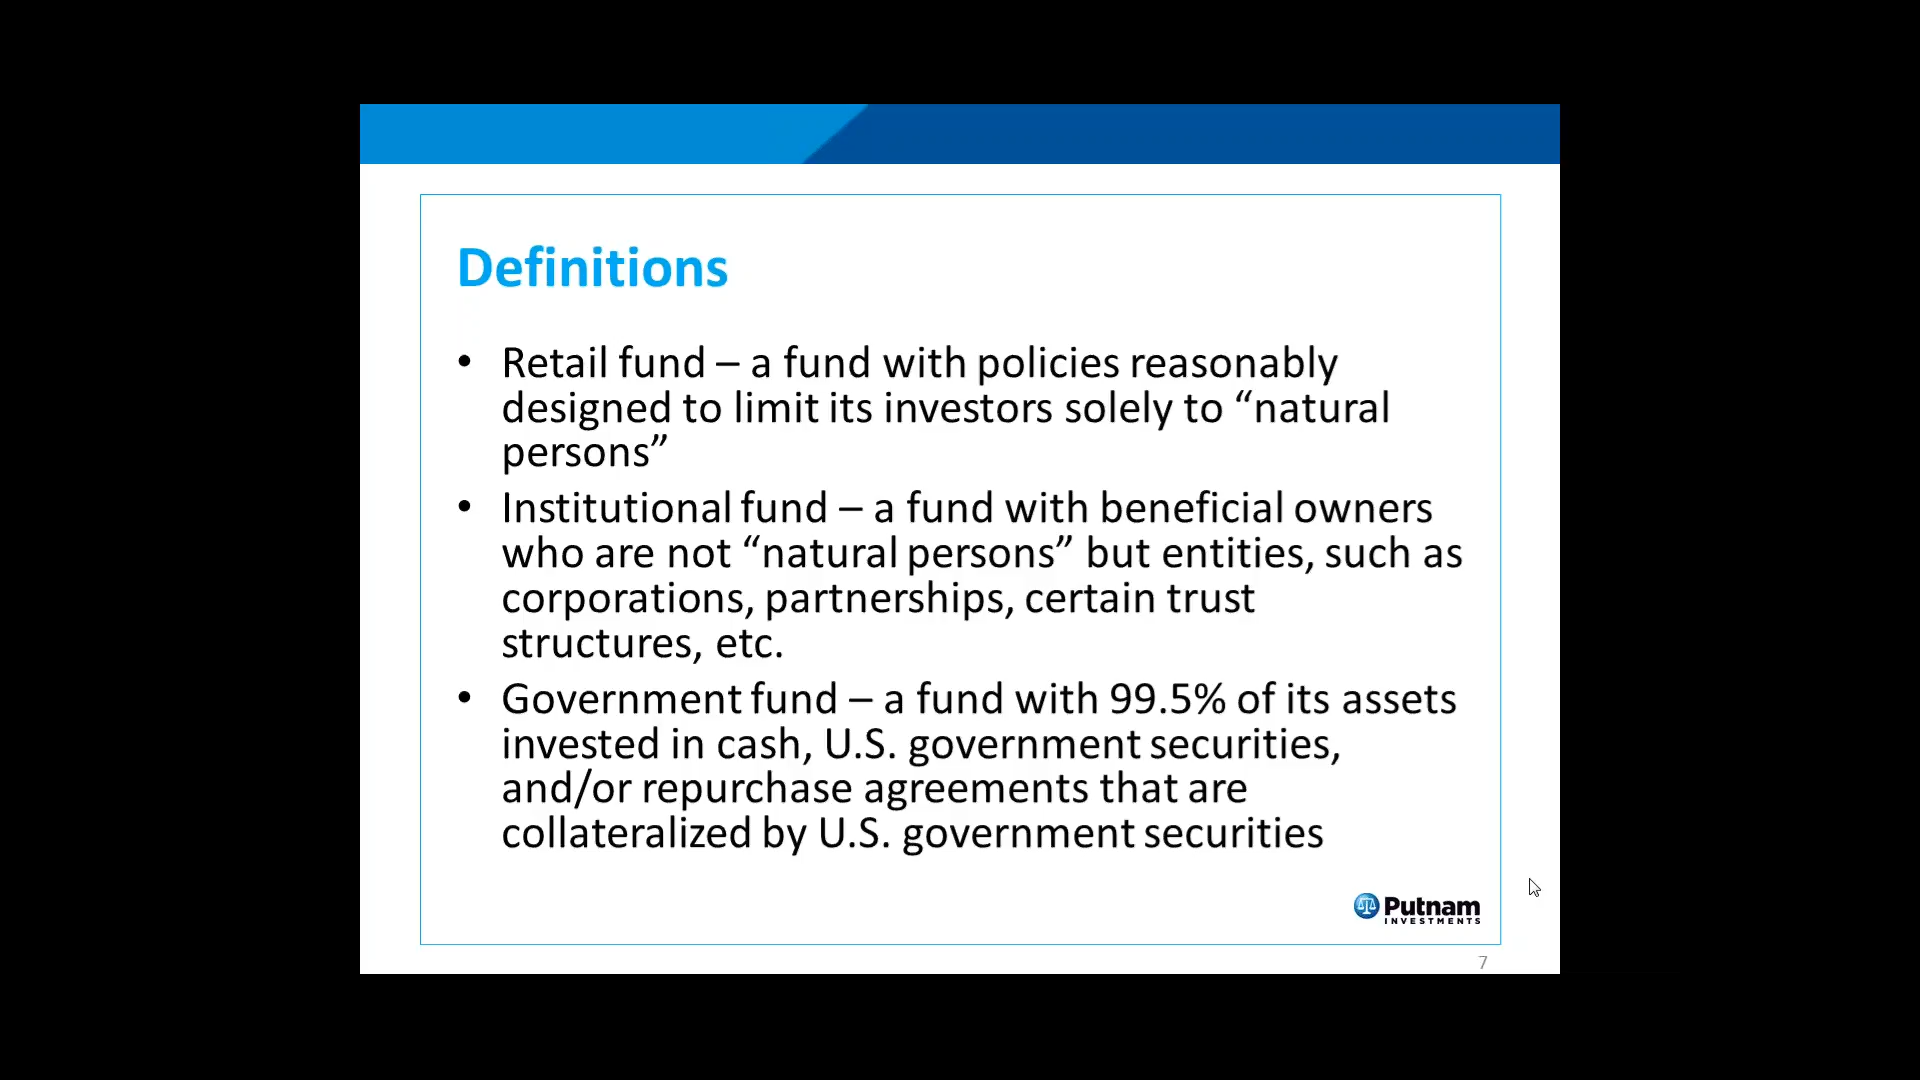 Definitions
• Retail fund – a fund with policies reasonably
designed to limit its investors solely to “natural
persons”
• Institutional fund – a fund with beneficial owners
who are not “natural persons” but entities, such as
corporations, partnerships, certain trust
structures, etc.
• Government fund – a fund with 99.5% of its assets
invested in cash, U.S. government securities,
and/or repurchase agreements that are
collateralized by U.S. government securities
Putnam
INVESTMENTS
7